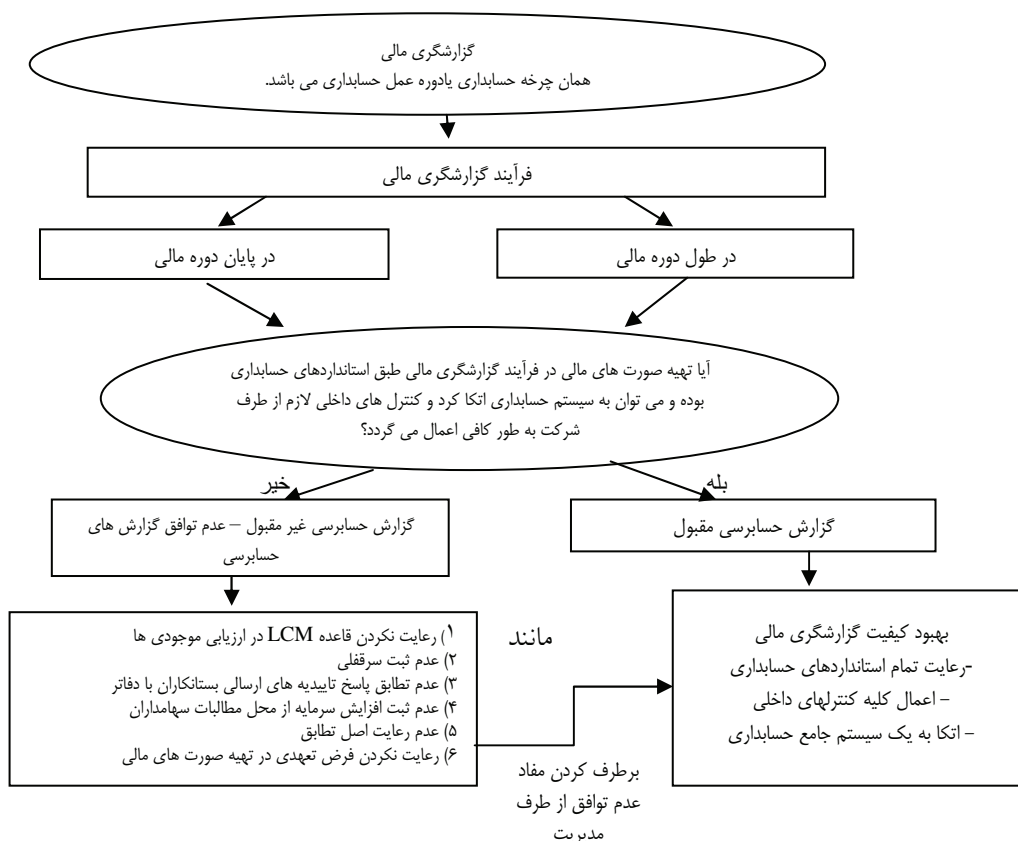 گزارشگری مالی
همان چرخه حسابداری یادوره عمل حسابداری می باشد.
فرآیند گزارشگری مالی
در طول دوره مالی
در پایان دوره مالی
آیا تهیه صورت های مالی در فرآیند گزارشگری مالی طبق استانداردهای حسابداری
بوده و می توان به سیستم حسابداری اتکا کرد و کنترل های داخلی لازم از طرف
شرکت به طور کافی اعمال می گردد؟
بله
خیر
گزارش حسابرسی مقبول
گزارش حسابرسی غیر مقبول – عدم توافق گزارش های
حسابرسی
بهبود کیفیت گزارشگری مالی
-رعایت تمام استانداردهای حسابداری
– اعمال کلیه کنترلهای داخلی
– اتکا به یک سیستم جامع حسابداری
مانند
۱) رعایت نکردن قاعده LCM در ارزیابی موجودی ها
۲) عدم ثبت سرقفلی
۳) عدم تطابق پاسخ تاییدیه های ارسالی بستانکاران با دفاتر
۴) عدم ثبت افزایش سرمایه از محل مطالبات سهامداران
۵) عدم رعایت اصل تطابق
۶) رعایت نکردن فرض تعهدی در تهیه صورت های مالی
برطرف کردن مفاد
عدم توافق از طرف
مدیریت